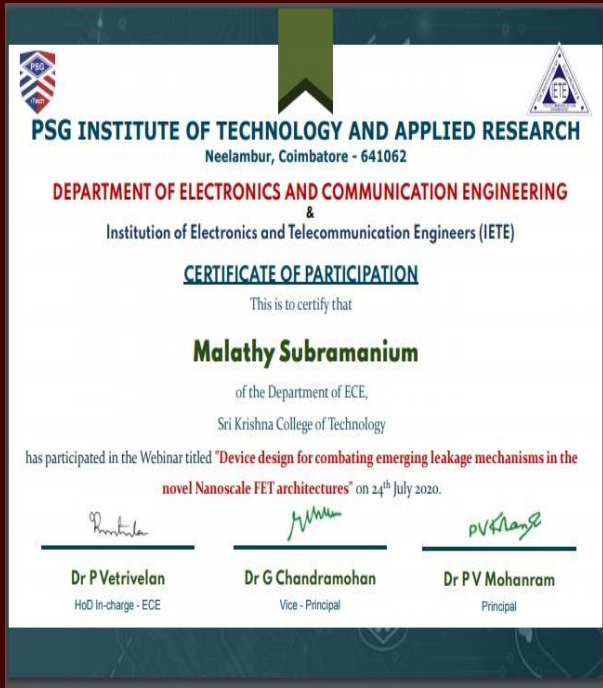 PSG
iTech
IETE
PSG INSTITUTE OF TECHNOLOGY AND APPLIED RESEARCH
Neelambur, Coimbatore - 641062
DEPARTMENT OF ELECTRONICS AND COMMUNICATION ENGINEERING
&
Institution of Electronics and Telecommunication Engineers (IETE)
CERTIFICATE OF PARTICIPATION
This is to certify that
Malathy Subramanium
of the Department of ECE,
Sri Krishna College of Technology
has participated in the Webinar titled "Device design for combating emerging leakage mechanisms in the
novel Nanoscale FET architectures" on 24th July 2020.
Dr P Vetrivelan Dr G Chandramohan Dr P V Mohanram
HoD In-charge - ECE Vice - Principal Principal